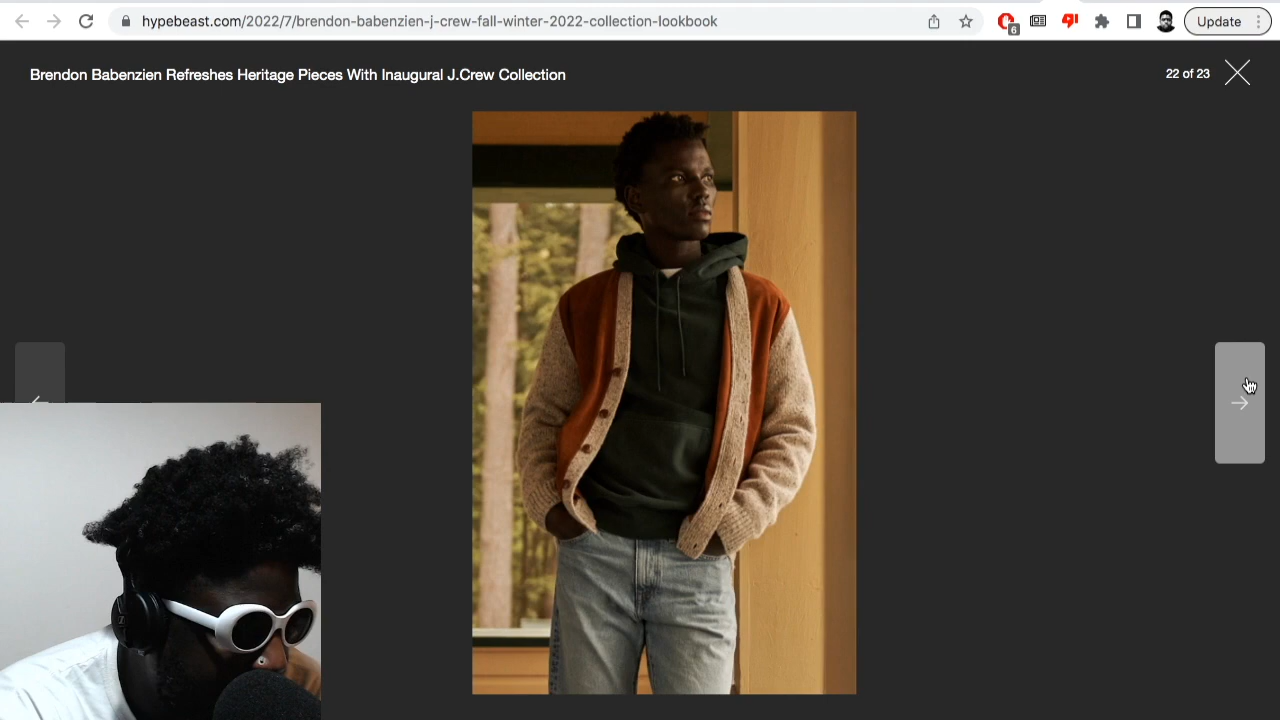 hypebeast.com/2022/7/brendon-babenzien-j-crew-fall-winter-2022-collection-lookbook
6
Update
Brendon Babenzien Refreshes Heritage Pieces With Inaugural J.Crew Collection
22 of 23